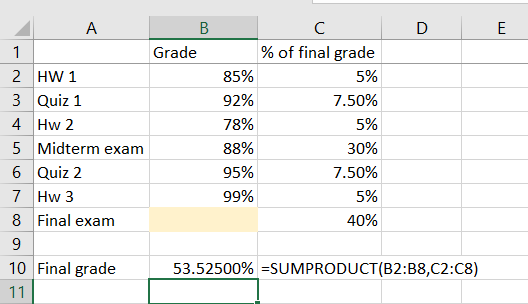 A B C D E
1 Grade % of final grade
2 HW 1 85% 5%
3 Quiz 1 92% 7.50%
4 Hw 2 78% 5%
5 Midterm exam 88% 30%
6 Quiz 2 95% 7.50%
7 Hw 3 99% 5%
8 Final exam 40%
9
10 Final grade 53.52500% =SUMPRODUCT(B2:B8,C2:C8)
11